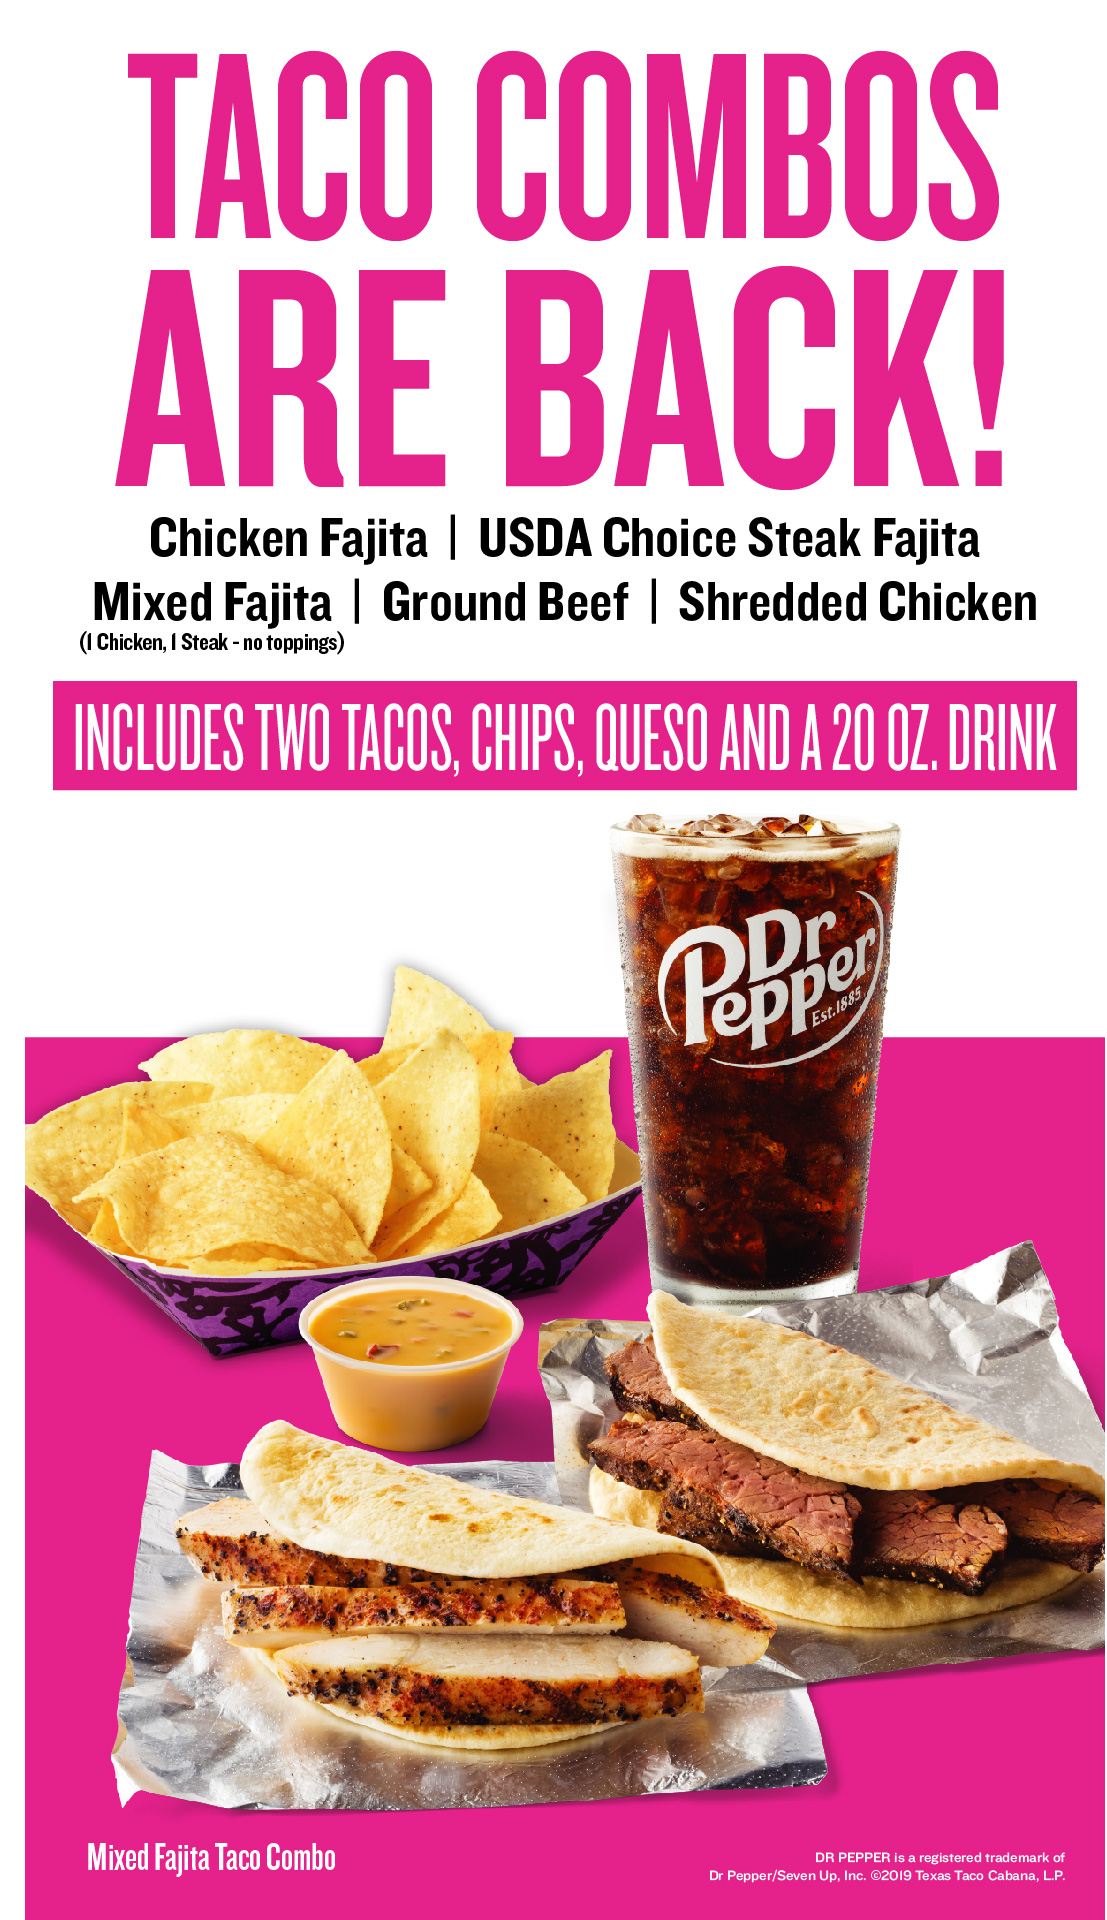 TACO COMBOS
ARE BACK!
Chicken Fajita | USDA Choice Steak Fajita
Mixed Fajita | Ground Beef | Shredded Chicken
(1 Chicken, 1 Steak - no toppings)
INCLUDES TWO TACOS, CHIPS, QUESO AND A 20 OZ. DRINK
Dr
Pepper®
Est.1885
Mixed Fajita Taco Combo
DR PEPPER is a registered trademark of
Dr Pepper/Seven Up, Inc. ©2019 Texas Taco Cabana, L.P.